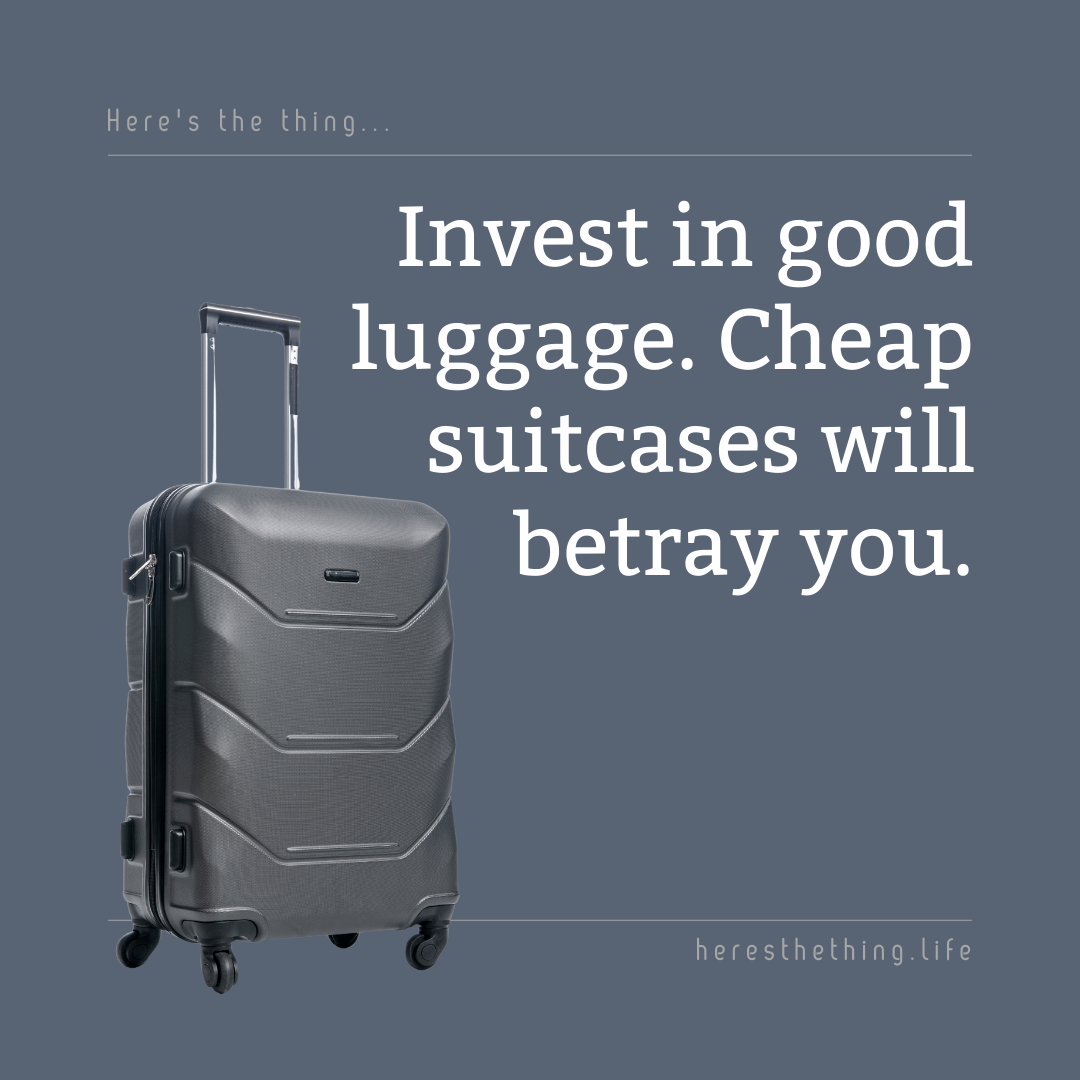 Here's the thing...
Invest in good
luggage. Cheap
suitcases will
betray you.
heresthething.life